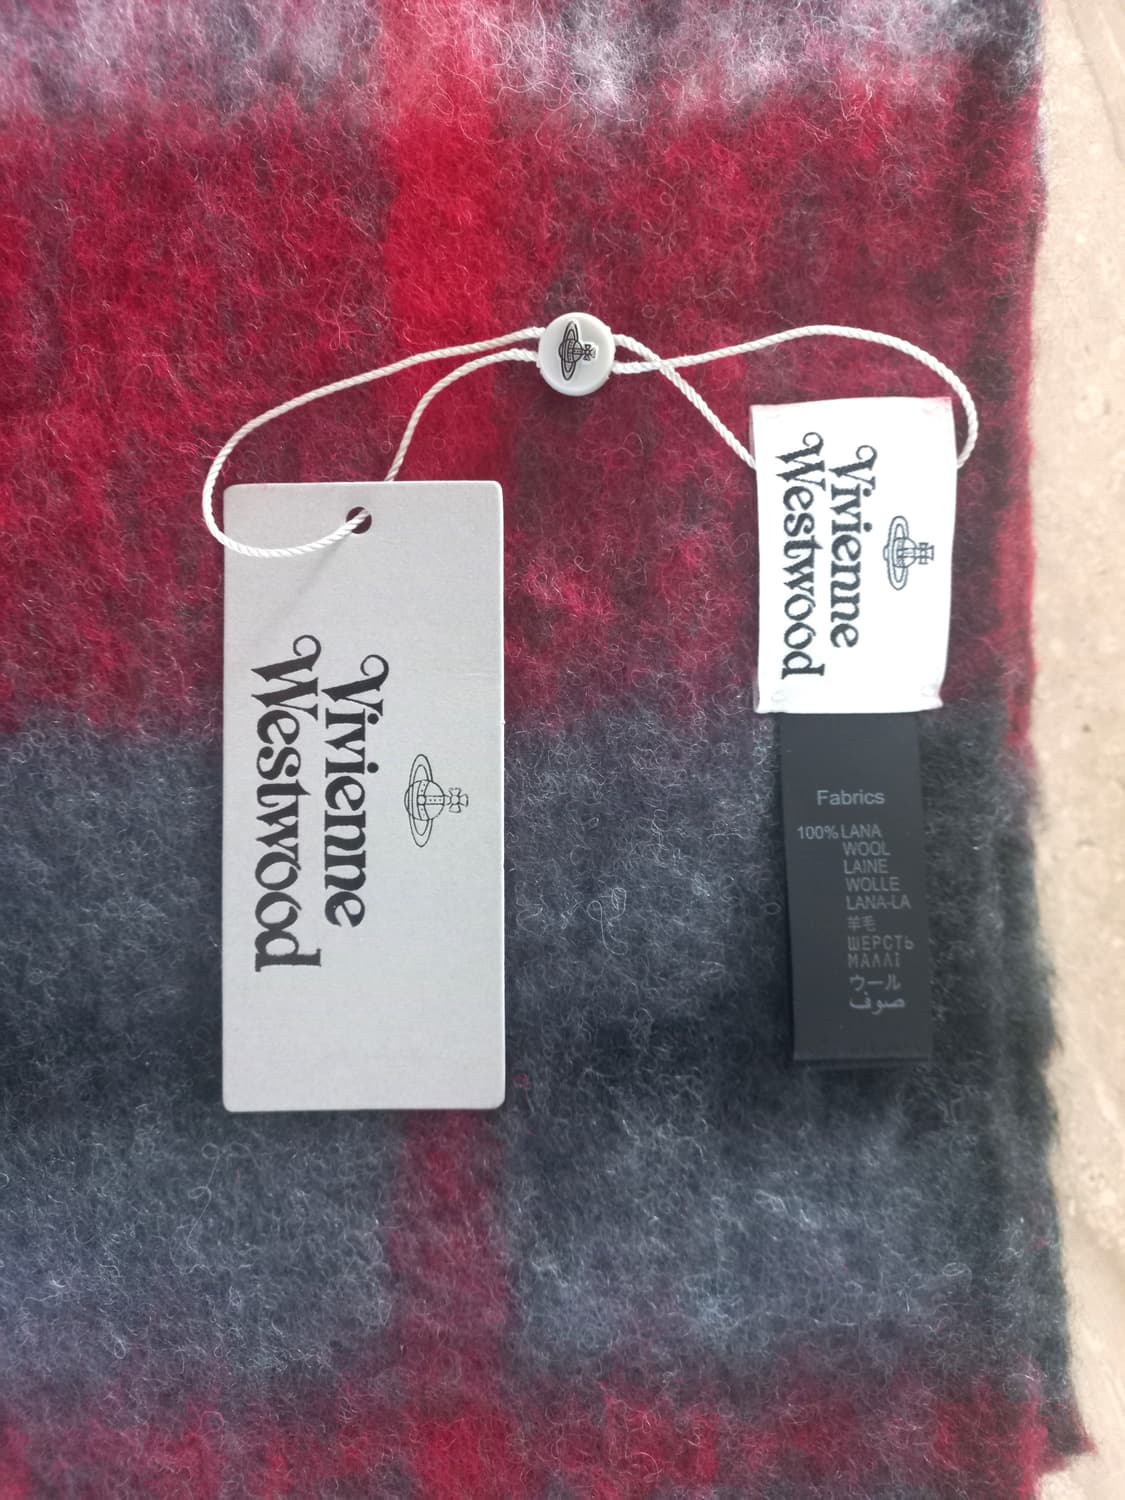 Vivienne
Westwood
Vivienne
Westwood
Fabrics
100% LANA
WOOL
LAINE
WOLLE
LANA-LA
羊毛
ШЕРСТЬ
ΜΑΛΛΙ
ウール
صوف